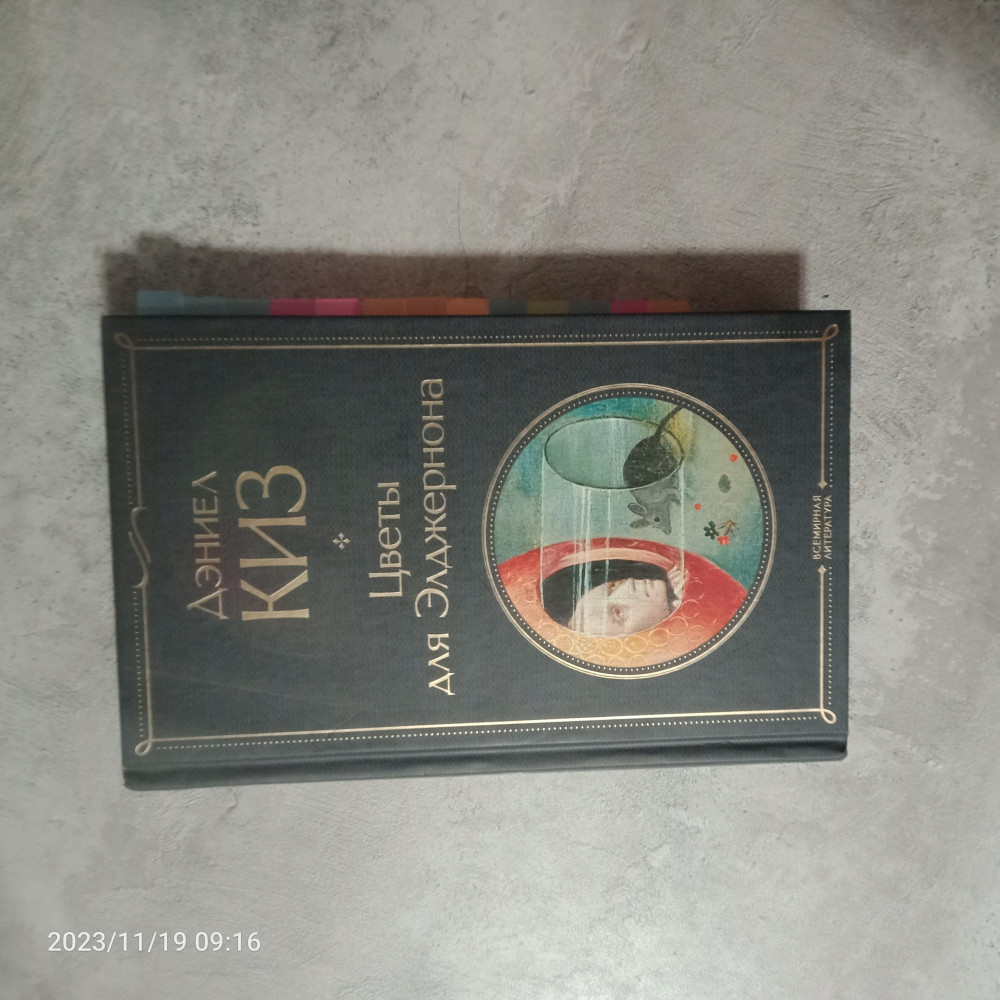 Дэниел
КИЗ
Цветы
для Элджернона
ВСЕМИРНАЯ
ЛИТЕРАТУРА
2023/11/19 09:16